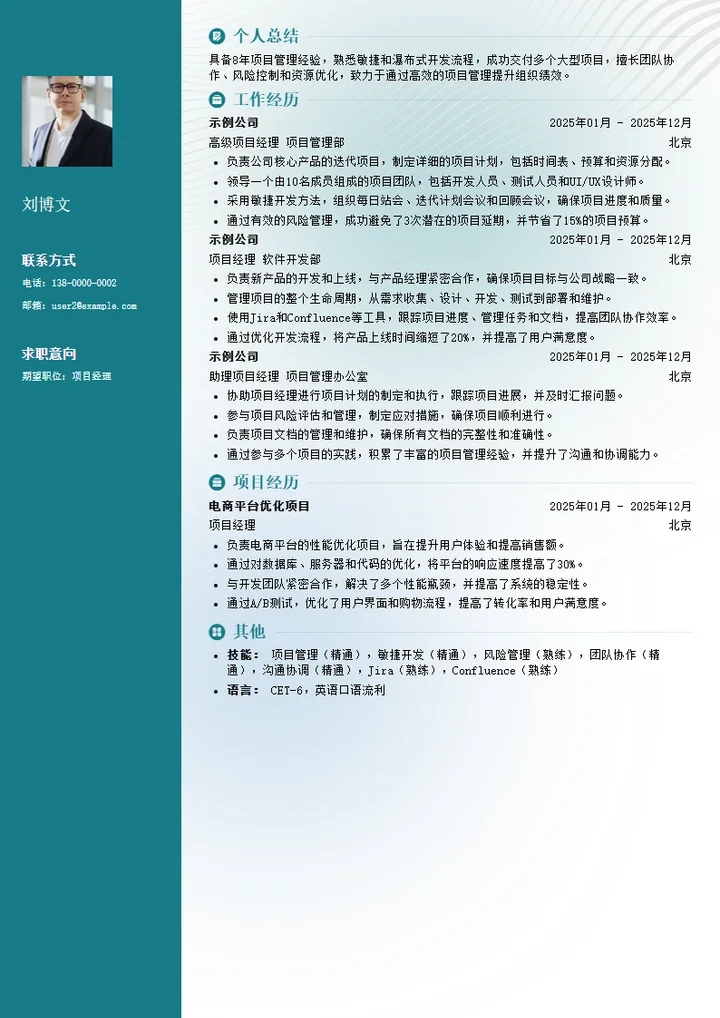 刘博文
联系方式
电话：138-0000-0002
邮箱：user2@example.com
求职意向
期望职位：项目经理
个人总结
具备8年项目管理经验，熟悉敏捷和瀑布式开发流程，成功交付多个大型项目，擅长团队协
作、风险控制和资源优化，致力于通过高效的项目管理提升组织绩效。
工作经历
示例公司 2025年01月 - 2025年12月
高级项目经理 项目管理部 北京
• 负责公司核心产品的迭代项目，制定详细的项目计划，包括时间表、预算和资源分配。
• 领导一个由10名成员组成的项目团队，包括开发人员、测试人员和UI/UX设计师。
• 采用敏捷开发方法，组织每日站会、迭代计划会议和回顾会议，确保项目进度和质量。
• 通过有效的风险管理，成功避免了3次潜在的项目延期，并节省了15%的项目预算。
示例公司 2025年01月 - 2025年12月
项目经理 软件开发部 北京
• 负责新产品的开发和上线，与产品经理紧密合作，确保项目目标与公司战略一致。
• 管理项目的整个生命周期，从需求收集、设计、开发、测试到部署和维护。
• 使用Jira和Confluence等工具，跟踪项目进度、管理任务和文档，提高团队协作效率。
• 通过优化开发流程，将产品上线时间缩短了20%，并提高了用户满意度。
示例公司 2025年01月 - 2025年12月
助理项目经理 项目管理办公室 北京
• 协助项目经理进行项目计划的制定和执行，跟踪项目进展，并及时汇报问题。
• 参与项目风险评估和管理，制定应对措施，确保项目顺利进行。
• 负责项目文档的管理和维护，确保所有文档的完整性和准确性。
• 通过参与多个项目的实践，积累了丰富的项目管理经验，并提升了沟通和协调能力。
项目经历
电商平台优化项目 2025年01月 - 2025年12月
项目经理 北京
• 负责电商平台的性能优化项目，旨在提升用户体验和提高销售额。
• 通过对数据库、服务器和代码的优化，将平台的响应速度提高了30%。
• 与开发团队紧密合作，解决了多个性能瓶颈，并提高了系统的稳定性。
• 通过A/B测试，优化了用户界面和购物流程，提高了转化率和用户满意度。
其他
• 技能： 项目管理（精通），敏捷开发（精通），风险管理（熟练），团队协作（精
通），沟通协调（精通），Jira（熟练），Confluence（熟练）
• 语言： CET-6，英语口语流利